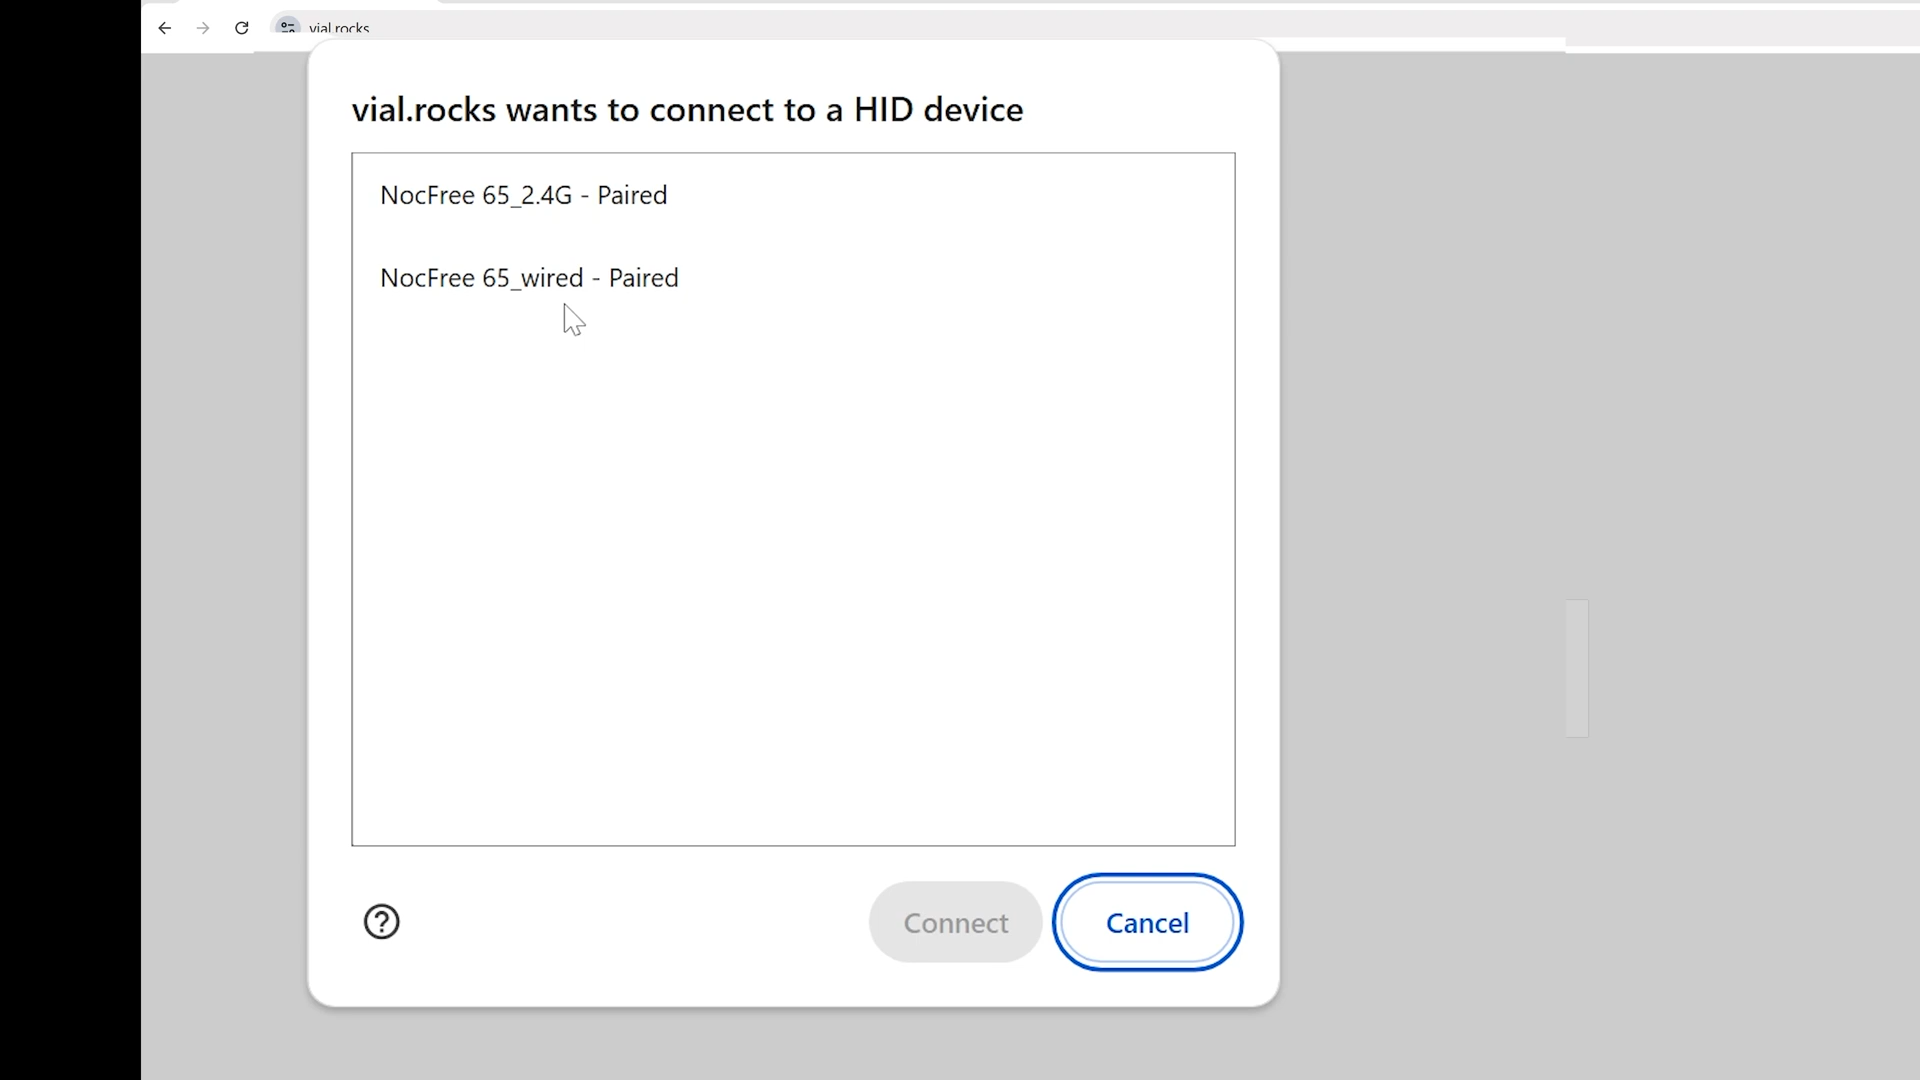 vial.rocks
vial.rocks wants to connect to a HID device
NocFree 65_2.4G - Paired
NocFree 65_wired - Paired
Connect
Cancel